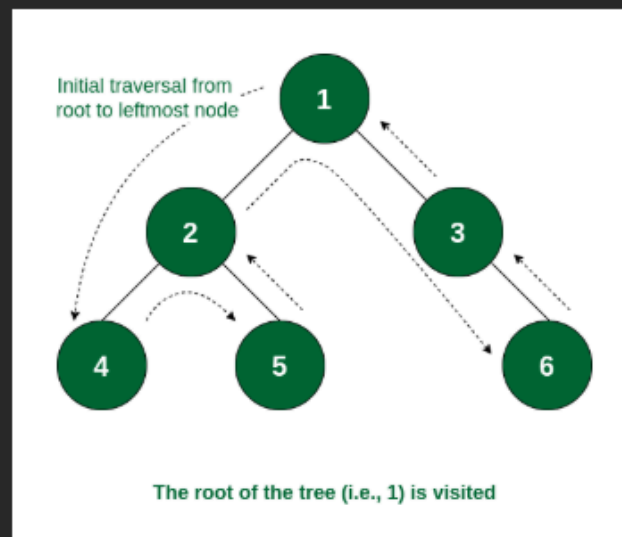 Initial traversal from
root to leftmost node
1
2
3
4
5
6
The root of the tree (i.e., 1) is visited